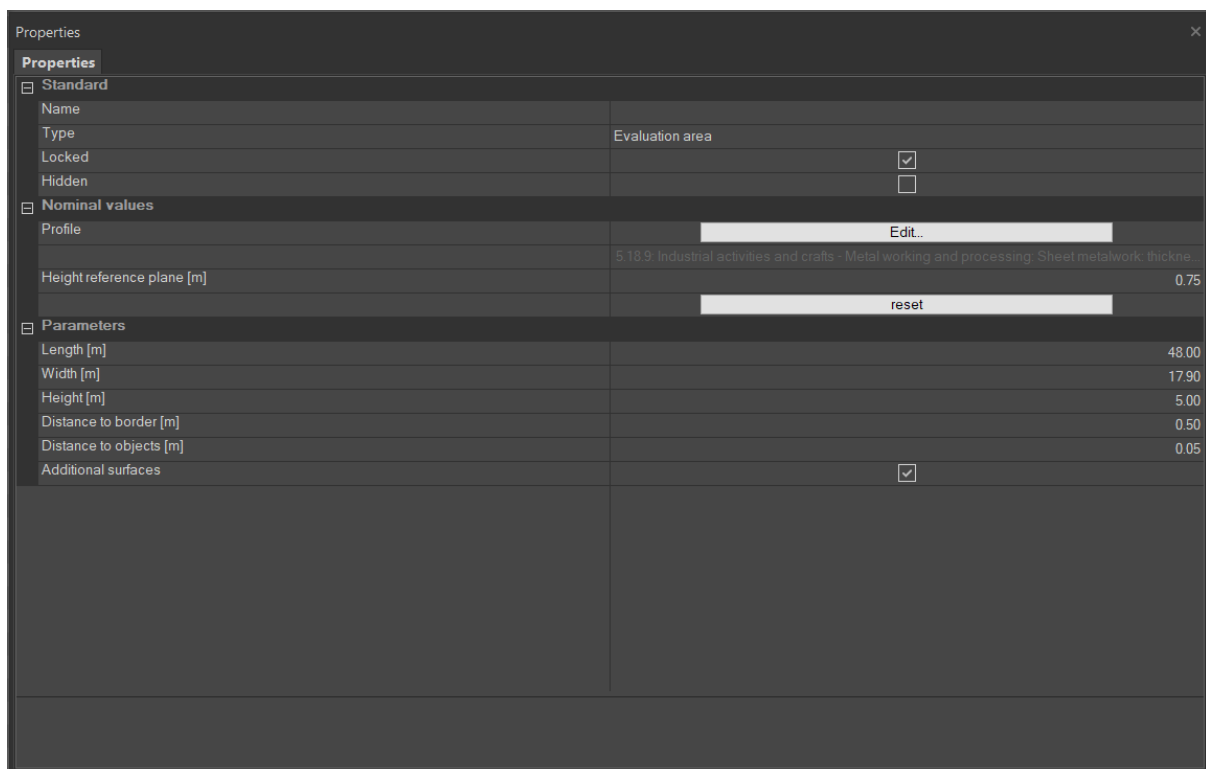 Properties
Properties
Standard
Name
Type Evaluation area
Locked
Hidden
Nominal values
Profile Edit...
5.18.9: Industrial activities and crafts - Metal working and processing: Sheet metalwork: thickne...
Height reference plane [m] 0.75
reset
Parameters
Length [m] 48.00
Width [m] 17.90
Height [m] 5.00
Distance to border [m] 0.50
Distance to objects [m] 0.05
Additional surfaces